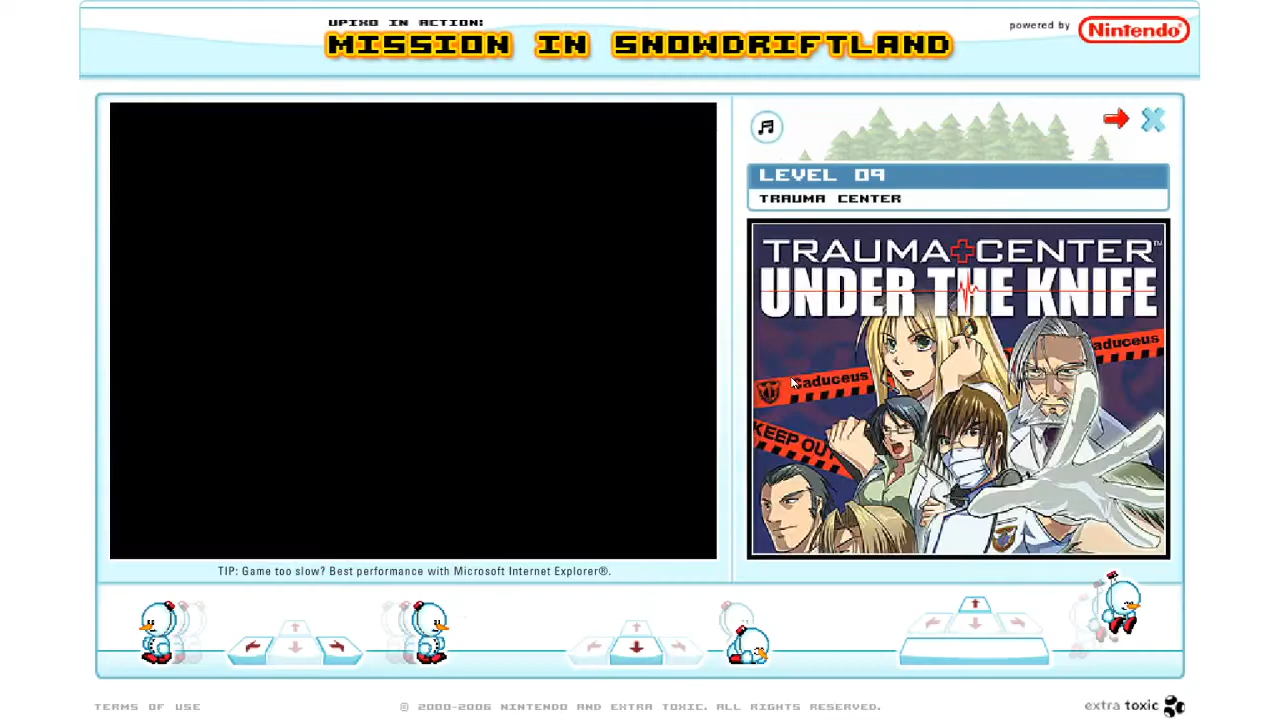 UPIXO IN ACTION:
MISSION IN SNOWDRIFTLAND
powered by
Nintendo®
LEVEL 09
TRAUMA CENTER
TRAUMA CENTER™
UNDER THE KNIFE
aduceus
Caduceus
KEEP OUT
TIP: Game too slow? Best performance with Microsoft Internet Explorer®.
TERMS OF USE
© 2000-2006 NINTENDO AND EXTRA TOXIC. ALL RIGHTS RESERVED.
extra toxic